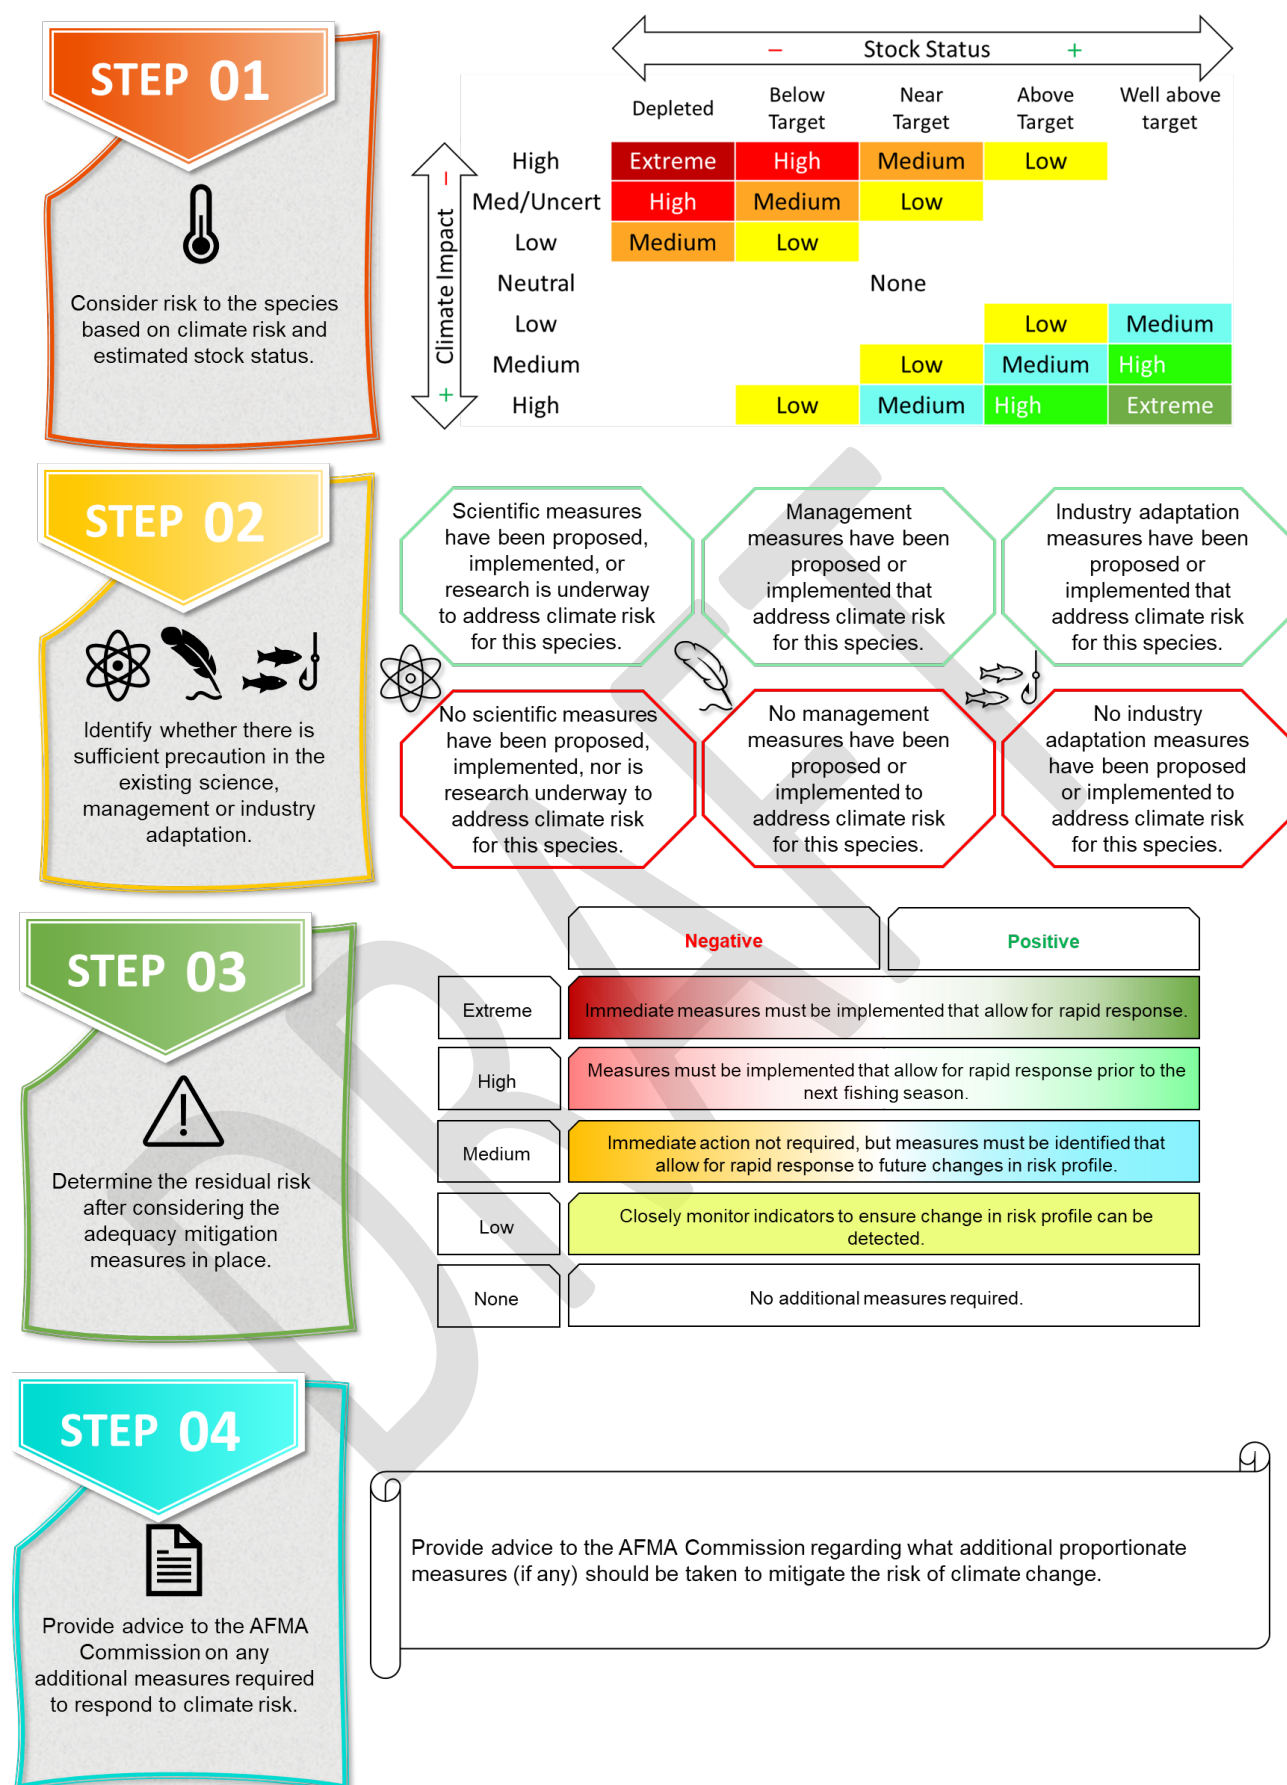 STEP 01
Consider risk to the species
based on climate risk and
estimated stock status.
− Stock Status +
Depleted
Below
Target
Near
Target
Above
Target
Well above
target
− Climate Impact +
High Extreme High Medium Low
Med/Uncert High Medium Low
Low Medium Low
Neutral None
Low Low Medium
Medium Low Medium High
High Low Medium High Extreme
STEP 02
Identify whether there is
sufficient precaution in the
existing science,
management or industry
adaptation.
Scientific measures
have been proposed,
implemented, or
research is underway
to address climate risk
for this species.
Management
measures have been
proposed or
implemented that
address climate risk
for this species.
Industry adaptation
measures have been
proposed or
implemented that
address climate risk
for this species.
No scientific measures
have been proposed,
implemented, nor is
research underway to
address climate risk
for this species.
No management
measures have been
proposed or
implemented to
address climate risk
for this species.
No industry
adaptation measures
have been proposed
or implemented to
address climate risk
for this species.
STEP 03
Determine the residual risk
after considering the
adequacy mitigation
measures in place.
Negative
Positive
Extreme
Immediate measures must be implemented that allow for rapid response.
High
Measures must be implemented that allow for rapid response prior to the
next fishing season.
Medium
Immediate action not required, but measures must be identified that
allow for rapid response to future changes in risk profile.
Low
Closely monitor indicators to ensure change in risk profile can be
detected.
None
No additional measures required.
STEP 04
Provide advice to the AFMA
Commission on any
additional measures required
to respond to climate risk.
Provide advice to the AFMA Commission regarding what additional proportionate
measures (if any) should be taken to mitigate the risk of climate change.
DRAFT